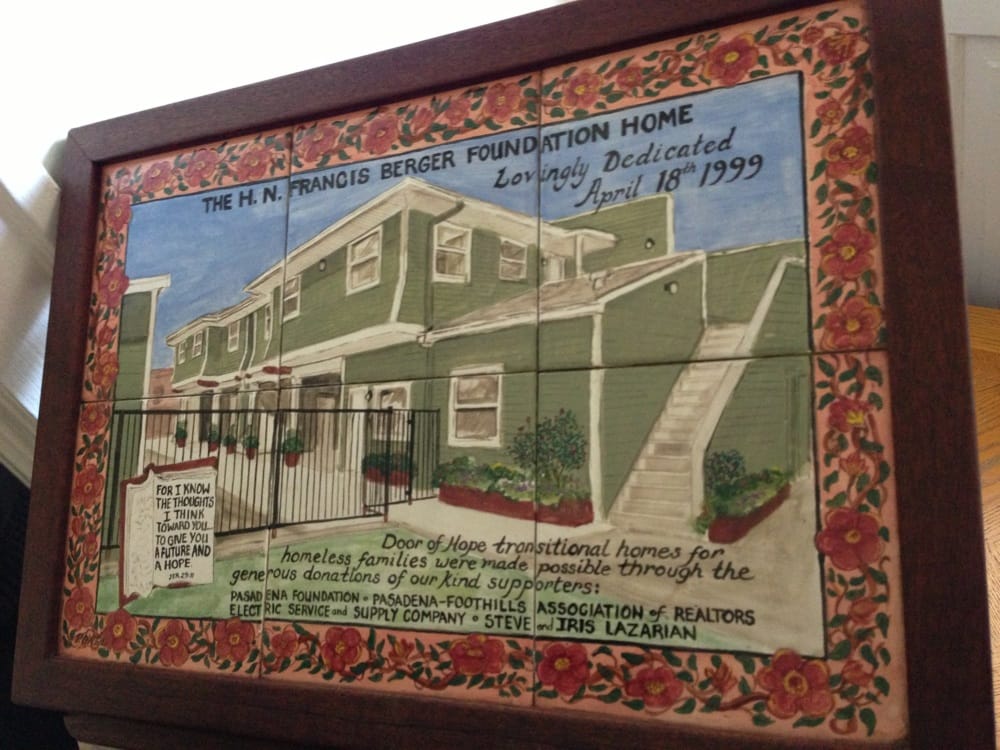 THE H. N. FRANCIS BERGER FOUNDATION HOME
Lovingly Dedicated
April 18th 1999
FOR I KNOW
THE THOUGHTS
I THINK
TOWARD YOU...
TO GIVE YOU
A FUTURE AND
A HOPE.
JER. 29:11
Door of Hope transitional homes for
homeless families were made possible through the
generous donations of our kind supporters:
PASADENA FOUNDATION • PASADENA-FOOTHILLS ASSOCIATION of REALTORS
ELECTRIC SERVICE and SUPPLY COMPANY • STEVE and IRIS LAZARIAN